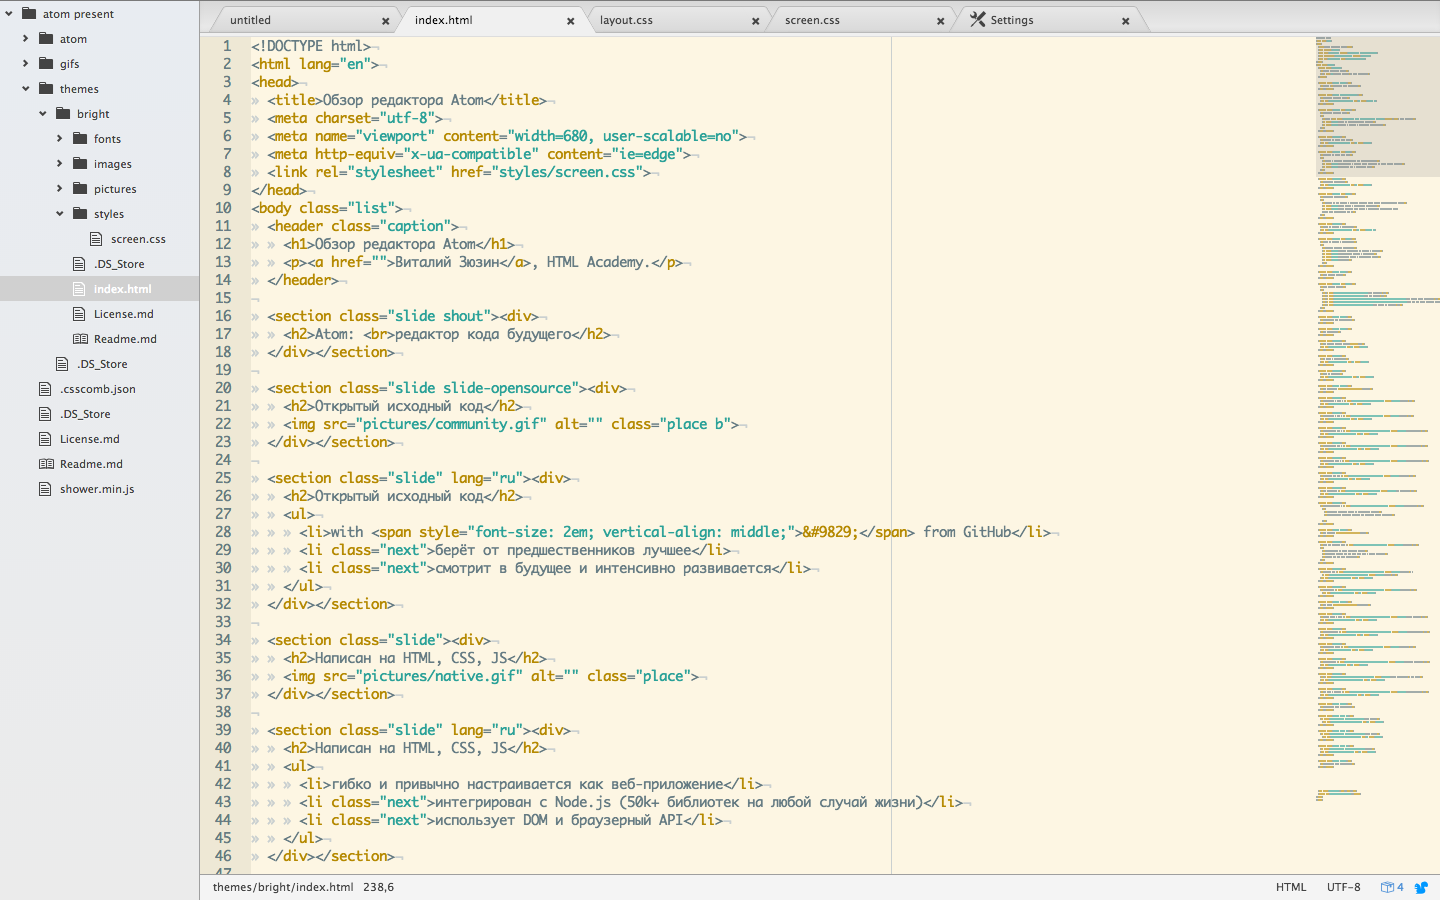 atom present
atom
gifs
themes
bright
fonts
images
pictures
styles
screen.css
.DS_Store
index.html
License.md
Readme.md
.DS_Store
.csscomb.json
.DS_Store
License.md
Readme.md
shower.min.js
untitled
index.html
layout.css
screen.css
Settings
1 <!DOCTYPE html>¬
2 <html lang="en">¬
3 <head>¬
4 » <title>Обзор редактора Atom</title>¬
5 » <meta charset="utf-8">¬
6 » <meta name="viewport" content="width=680, user-scalable=no">¬
7 » <meta http-equiv="x-ua-compatible" content="ie=edge">¬
8 » <link rel="stylesheet" href="styles/screen.css">¬
9 </head>¬
10 <body class="list">¬
11 » <header class="caption">¬
12 » » <h1>Обзор редактора Atom</h1>¬
13 » » <p><a href="">Виталий Зюзин</a>, HTML Academy.</p>¬
14 » </header>¬
15 ¬
16 » <section class="slide shout"><div>¬
17 » » <h2>Atom: <br>редактор кода будущего</h2>¬
18 » </div></section>¬
19 ¬
20 » <section class="slide slide-opensource"><div>¬
21 » » <h2>Открытый исходный код</h2>¬
22 » » <img src="pictures/community.gif" alt="" class="place b">¬
23 » </div></section>¬
24 ¬
25 » <section class="slide" lang="ru"><div>¬
26 » » <h2>Открытый исходный код</h2>¬
27 » » <ul>¬
28 » » » <li>with <span style="font-size: 2em; vertical-align: middle;">&#9829;</span> from GitHub</li>¬
29 » » » <li class="next">берёт от предшественников лучшее</li>¬
30 » » » <li class="next">смотрит в будущее и интенсивно развивается</li>¬
31 » » </ul>¬
32 » </div></section>¬
33 ¬
34 » <section class="slide"><div>¬
35 » » <h2>Написан на HTML, CSS, JS</h2>¬
36 » » <img src="pictures/native.gif" alt="" class="place">¬
37 » </div></section>¬
38 ¬
39 » <section class="slide" lang="ru"><div>¬
40 » » <h2>Написан на HTML, CSS, JS</h2>¬
41 » » <ul>¬
42 » » » <li>гибко и привычно настраивается как веб-приложение</li>¬
43 » » » <li class="next">интегрирован с Node.js (50k+ библиотек на любой случай жизни)</li>¬
44 » » » <li class="next">использует DOM и браузерный API</li>¬
45 » » </ul>¬
46 » </div></section>¬
47
themes/bright/index.html 238,6
HTML UTF-8 4